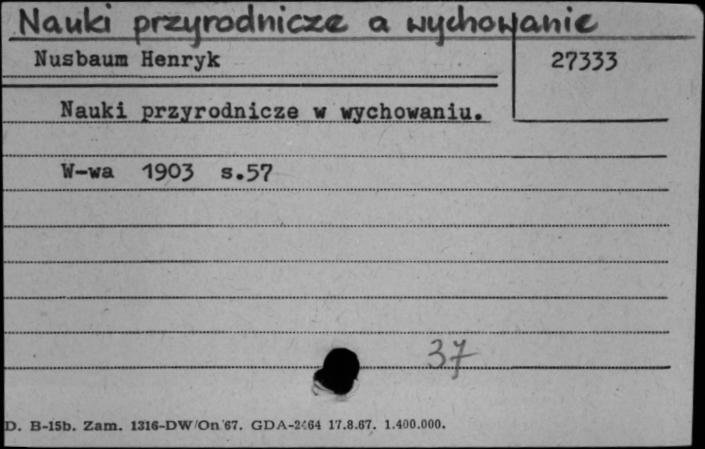 Nauki przyrodnicze a wychowanie
Nusbaum Henryk 27333
Nauki przyrodnicze w wychowaniu.
W-wa 1903 s.57
37
D. B-15b. Zam. 1316-DW/On 67. GDA-2464 17.8.67. 1.400.000.